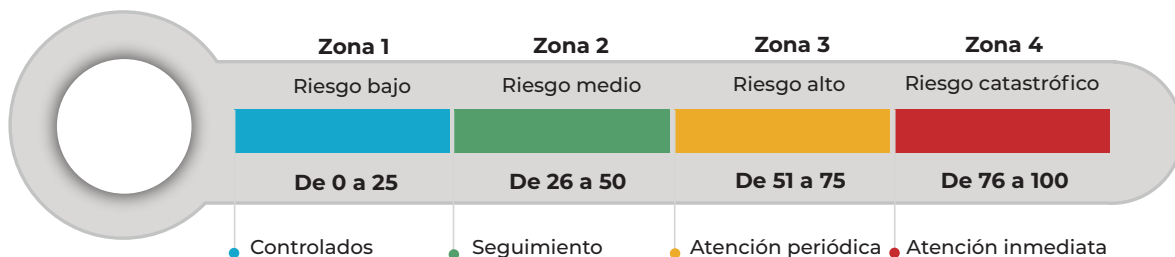 Zona 1 Zona 2 Zona 3 Zona 4
Riesgo bajo Riesgo medio Riesgo alto Riesgo catastrófico
De 0 a 25 De 26 a 50 De 51 a 75 De 76 a 100
Controlados Seguimiento Atención periódica Atención inmediata